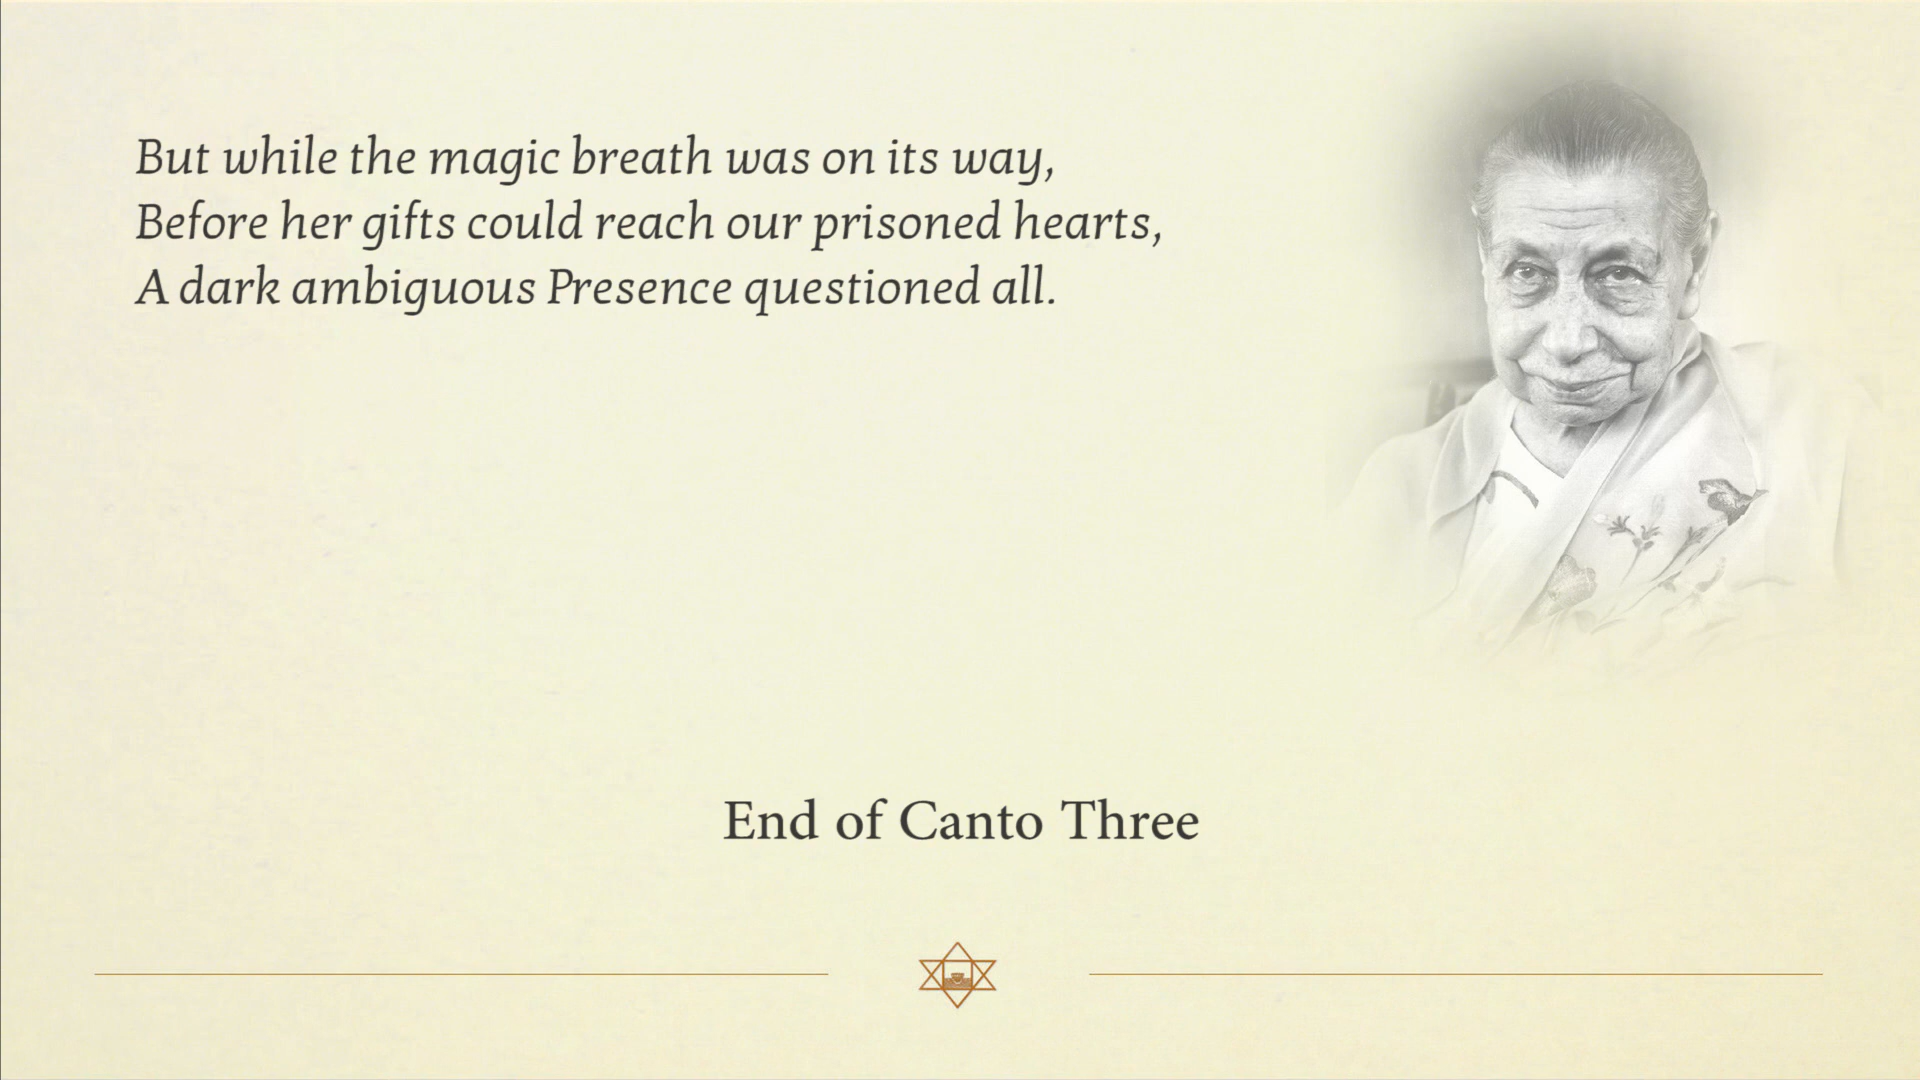 But while the magic breath was on its way,
Before her gifts could reach our prisoned hearts,
A dark ambiguous Presence questioned all.
End of Canto Three